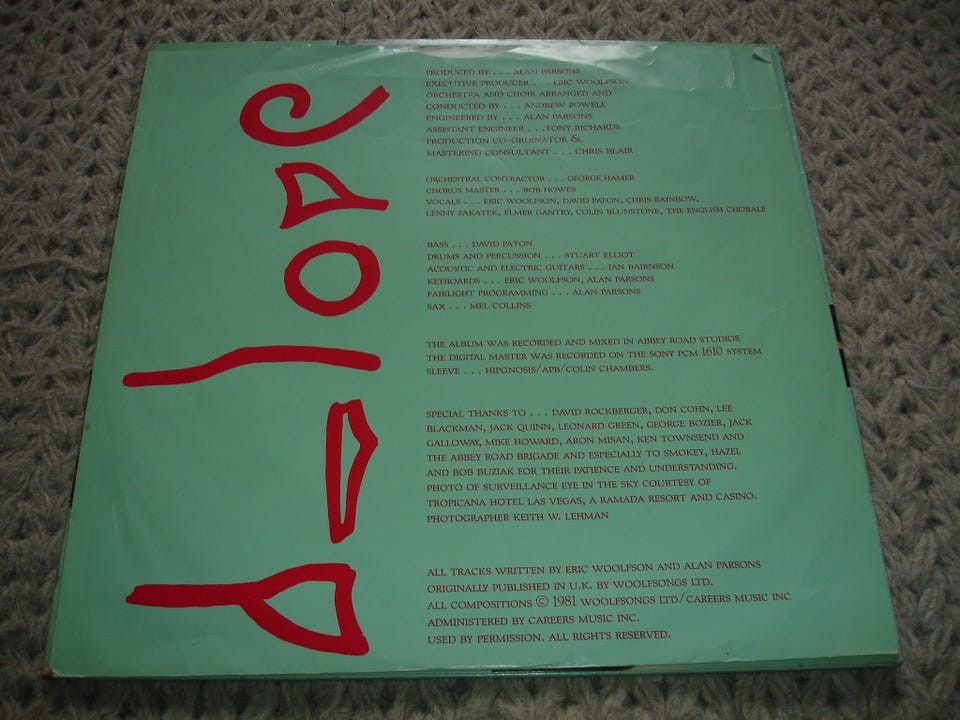 PRODUCED BY . . . ALAN PARSONS
EXECUTIVE PRODUCER . . . ERIC WOOLFSON
ORCHESTRA AND CHOIR ARRANGED AND
CONDUCTED BY . . . ANDREW POWELL
ENGINEERED BY . . . ALAN PARSONS
ASSISTANT ENGINEER . . .TONY RICHARDS
PRODUCTION CO-ORDINATOR &
MASTERING CONSULTANT . . . CHRIS BLAIR
ORCHESTRAL CONTRACTOR . . . GEORGE HAMER
CHORUS MASTER . . . BOB HOWES
VOCALS . . . ERIC WOOLFSON, DAVID PATON, CHRIS RAINBOW,
LENNY ZAKATEK, ELMER GANTRY, COLIN BLUNSTONE, THE ENGLISH CHORALE
BASS . . . DAVID PATON
DRUMS AND PERCUSSION . . . STUART ELLIOT
ACOUSTIC AND ELECTRIC GUITARS . . . IAN BAIRNSON
KEYBOARDS . . . ERIC WOOLFSON, ALAN PARSONS
FAIRLIGHT PROGRAMMING . . . ALAN PARSONS
SAX . . . MEL COLLINS
THE ALBUM WAS RECORDED AND MIXED IN ABBEY ROAD STUDIOS
THE DIGITAL MASTER WAS RECORDED ON THE SONY PCM 1610 SYSTEM
SLEEVE . . . HIPGNOSIS/APB/COLIN CHAMBERS.
SPECIAL THANKS TO . . . DAVID ROCKBERGER, DON COHN, LEE
BLACKMAN, JACK QUINN, LEONARD GREEN, GEORGE BOZIER, JACK
GALLOWAY, MIKE HOWARD, ARON MISAN, KEN TOWNSEND AND
THE ABBEY ROAD BRIGADE AND ESPECIALLY TO SMOKEY, HAZEL
AND BOB BUZIAK FOR THEIR PATIENCE AND UNDERSTANDING.
PHOTO OF SURVEILLANCE EYE IN THE SKY COURTESY OF
TROPICANA HOTEL LAS VEGAS, A RAMADA RESORT AND CASINO.
PHOTOGRAPHER KEITH W. LEHMAN
ALL TRACKS WRITTEN BY ERIC WOOLFSON AND ALAN PARSONS
ORIGINALLY PUBLISHED IN U.K. BY WOOLFSONGS LTD.
ALL COMPOSITIONS © 1981 WOOLFSONGS LTD/CAREERS MUSIC INC
ADMINISTERED BY CAREERS MUSIC INC.
USED BY PERMISSION. ALL RIGHTS RESERVED.